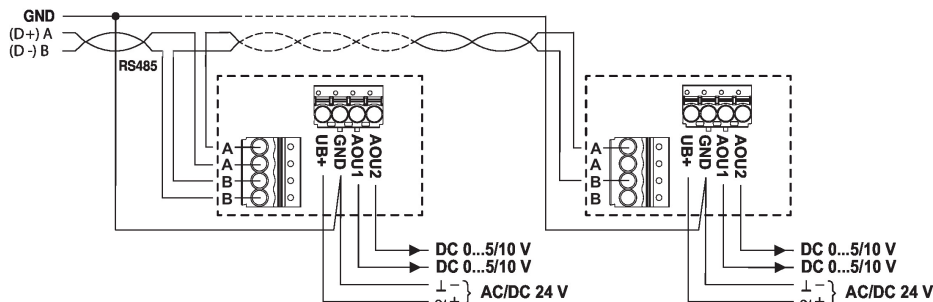 GND
(D+) A
(D -) B
RS485
UB+
GND
AOU1
AOU2
A
A
B
B
DC 0...5/10 V
DC 0...5/10 V
⊥ −
AC/DC 24 V
~/+
UB+
GND
AOU1
AOU2
A
A
B
B
DC 0...5/10 V
DC 0...5/10 V
⊥ −
AC/DC 24 V